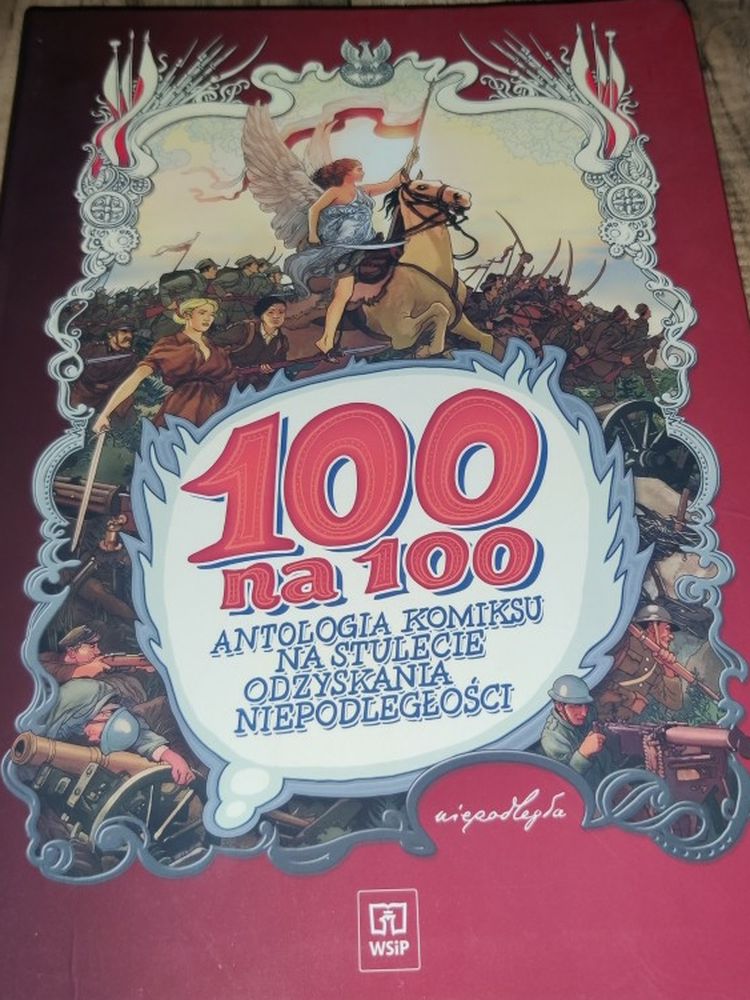 100
na 100
ANTOLOGIA KOMIKSU
NA STULECIE
ODZYSKANIA
NIEPODLEGŁOŚCI
niepodległa
WSiP